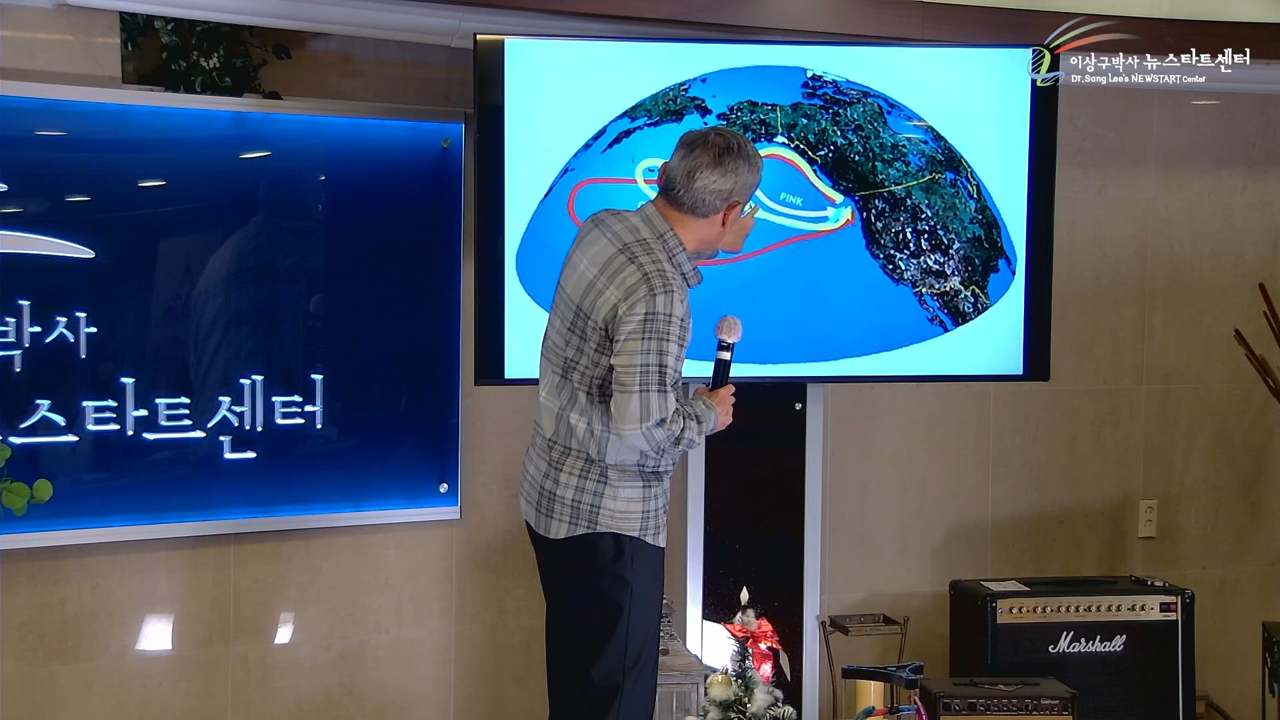 이상구박사 뉴스타트센터
Dr. Sang Lee's NEWSTART Center
PINK
박사
스타트센터
Marshall